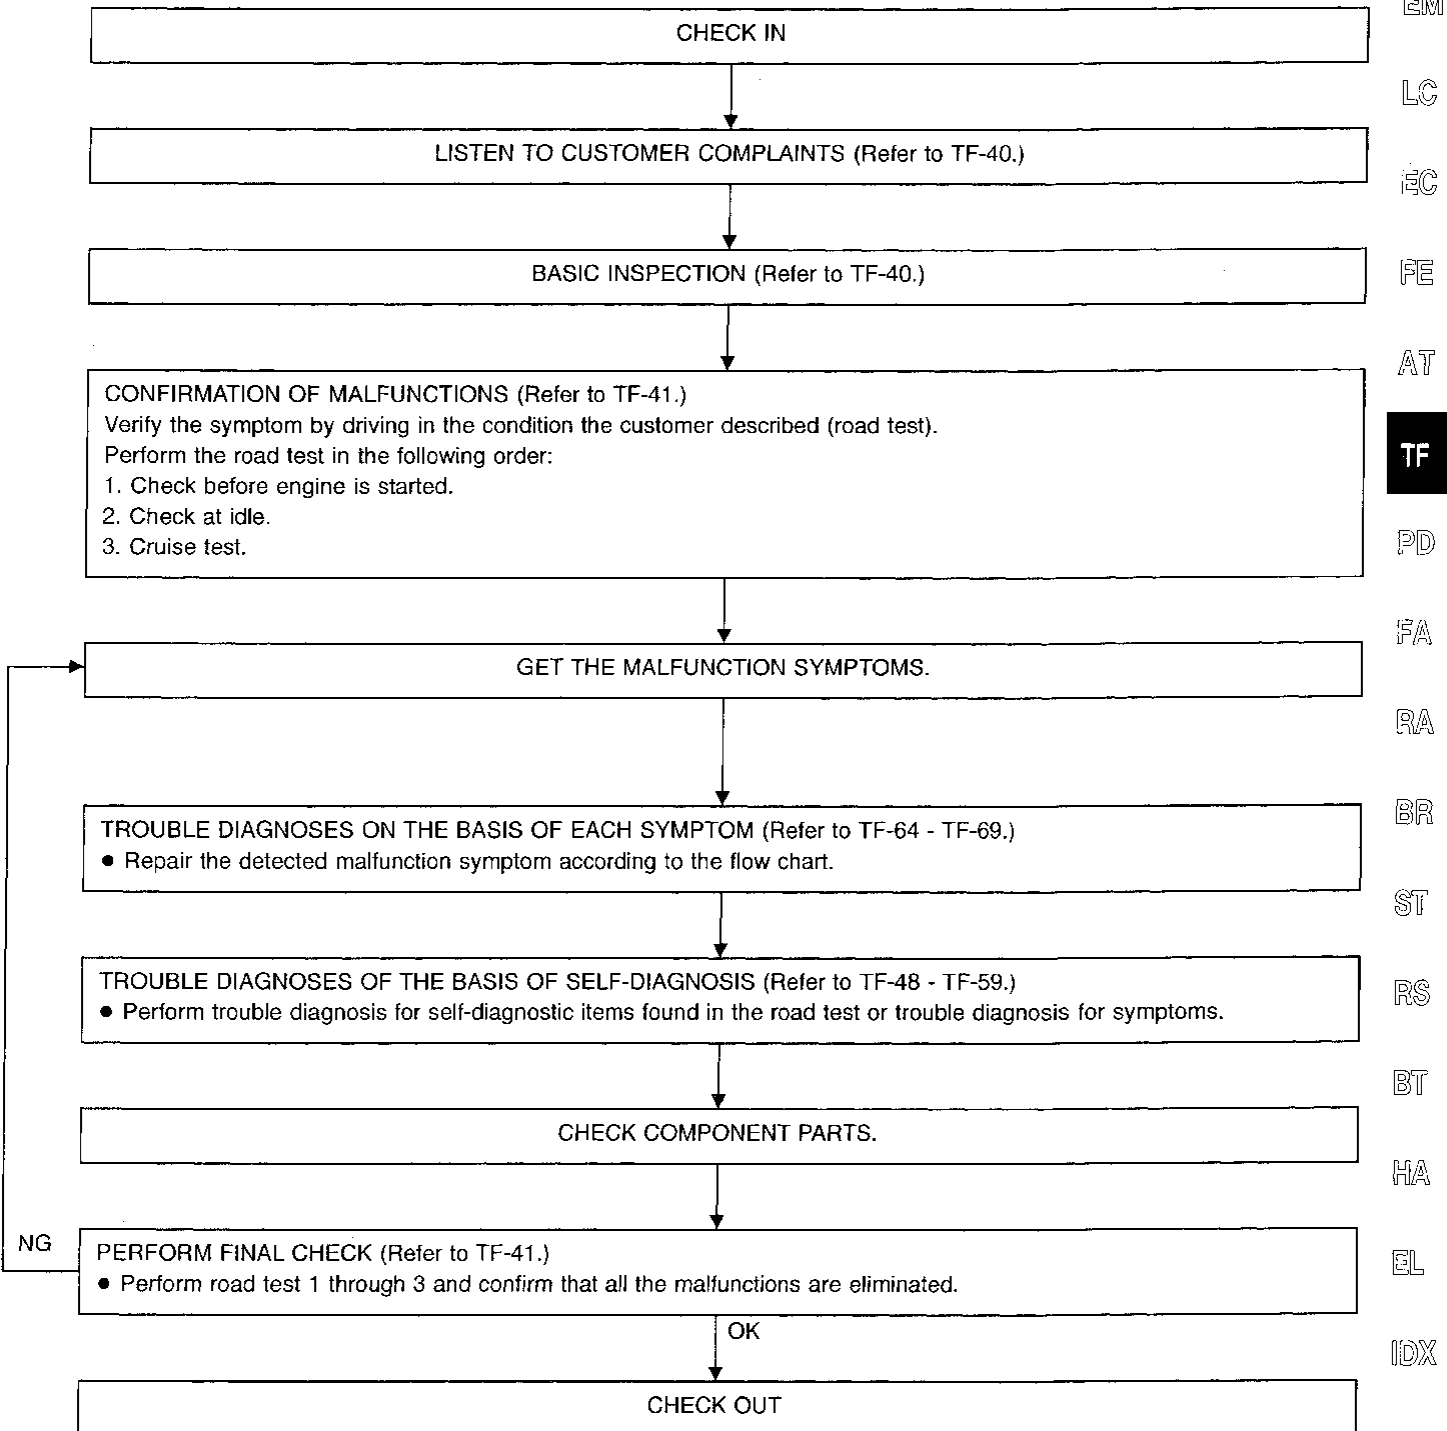 CHECK IN
LISTEN TO CUSTOMER COMPLAINTS (Refer to TF-40.)
BASIC INSPECTION (Refer to TF-40.)
CONFIRMATION OF MALFUNCTIONS (Refer to TF-41.)
Verify the symptom by driving in the condition the customer described (road test).
Perform the road test in the following order:
1. Check before engine is started.
2. Check at idle.
3. Cruise test.
GET THE MALFUNCTION SYMPTOMS.
TROUBLE DIAGNOSES ON THE BASIS OF EACH SYMPTOM (Refer to TF-64 - TF-69.)
● Repair the detected malfunction symptom according to the flow chart.
TROUBLE DIAGNOSES OF THE BASIS OF SELF-DIAGNOSIS (Refer to TF-48 - TF-59.)
● Perform trouble diagnosis for self-diagnostic items found in the road test or trouble diagnosis for symptoms.
CHECK COMPONENT PARTS.
NG
PERFORM FINAL CHECK (Refer to TF-41.)
● Perform road test 1 through 3 and confirm that all the malfunctions are eliminated.
OK
CHECK OUT
EM
LC
EC
FE
AT
TF
PD
FA
RA
BR
ST
RS
BT
HA
EL
IDX